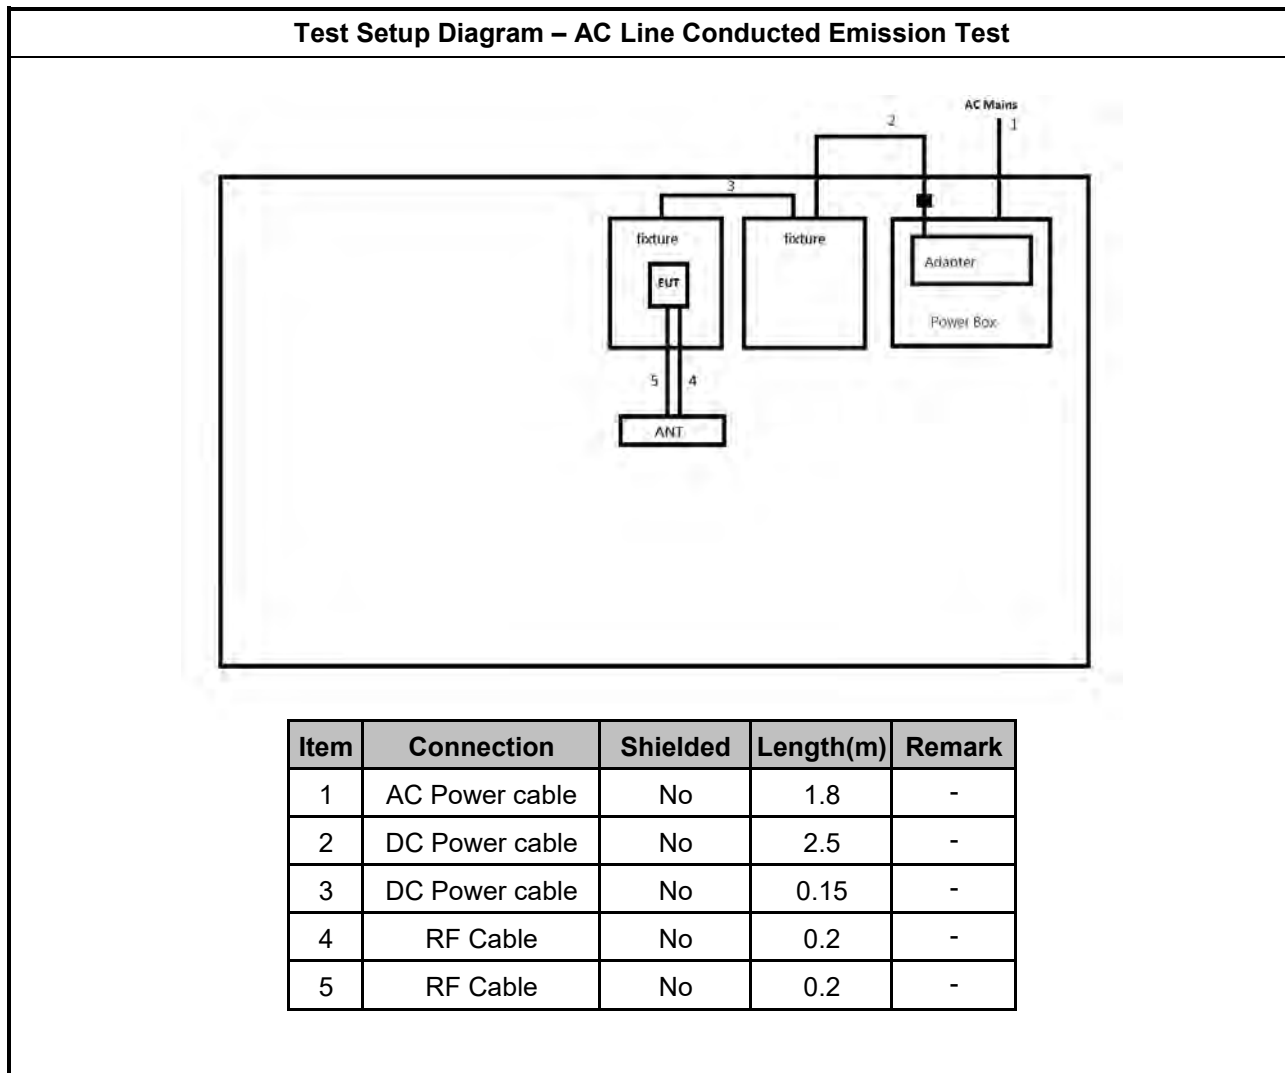 Test Setup Diagram – AC Line Conducted Emission Test
AC Mains
2
1
3
fixture
fixture
EUT
Adapter
Power Box
5
4
ANT
Item Connection Shielded Length(m) Remark
1 AC Power cable No 1.8 -
2 DC Power cable No 2.5 -
3 DC Power cable No 0.15 -
4 RF Cable No 0.2 -
5 RF Cable No 0.2 -